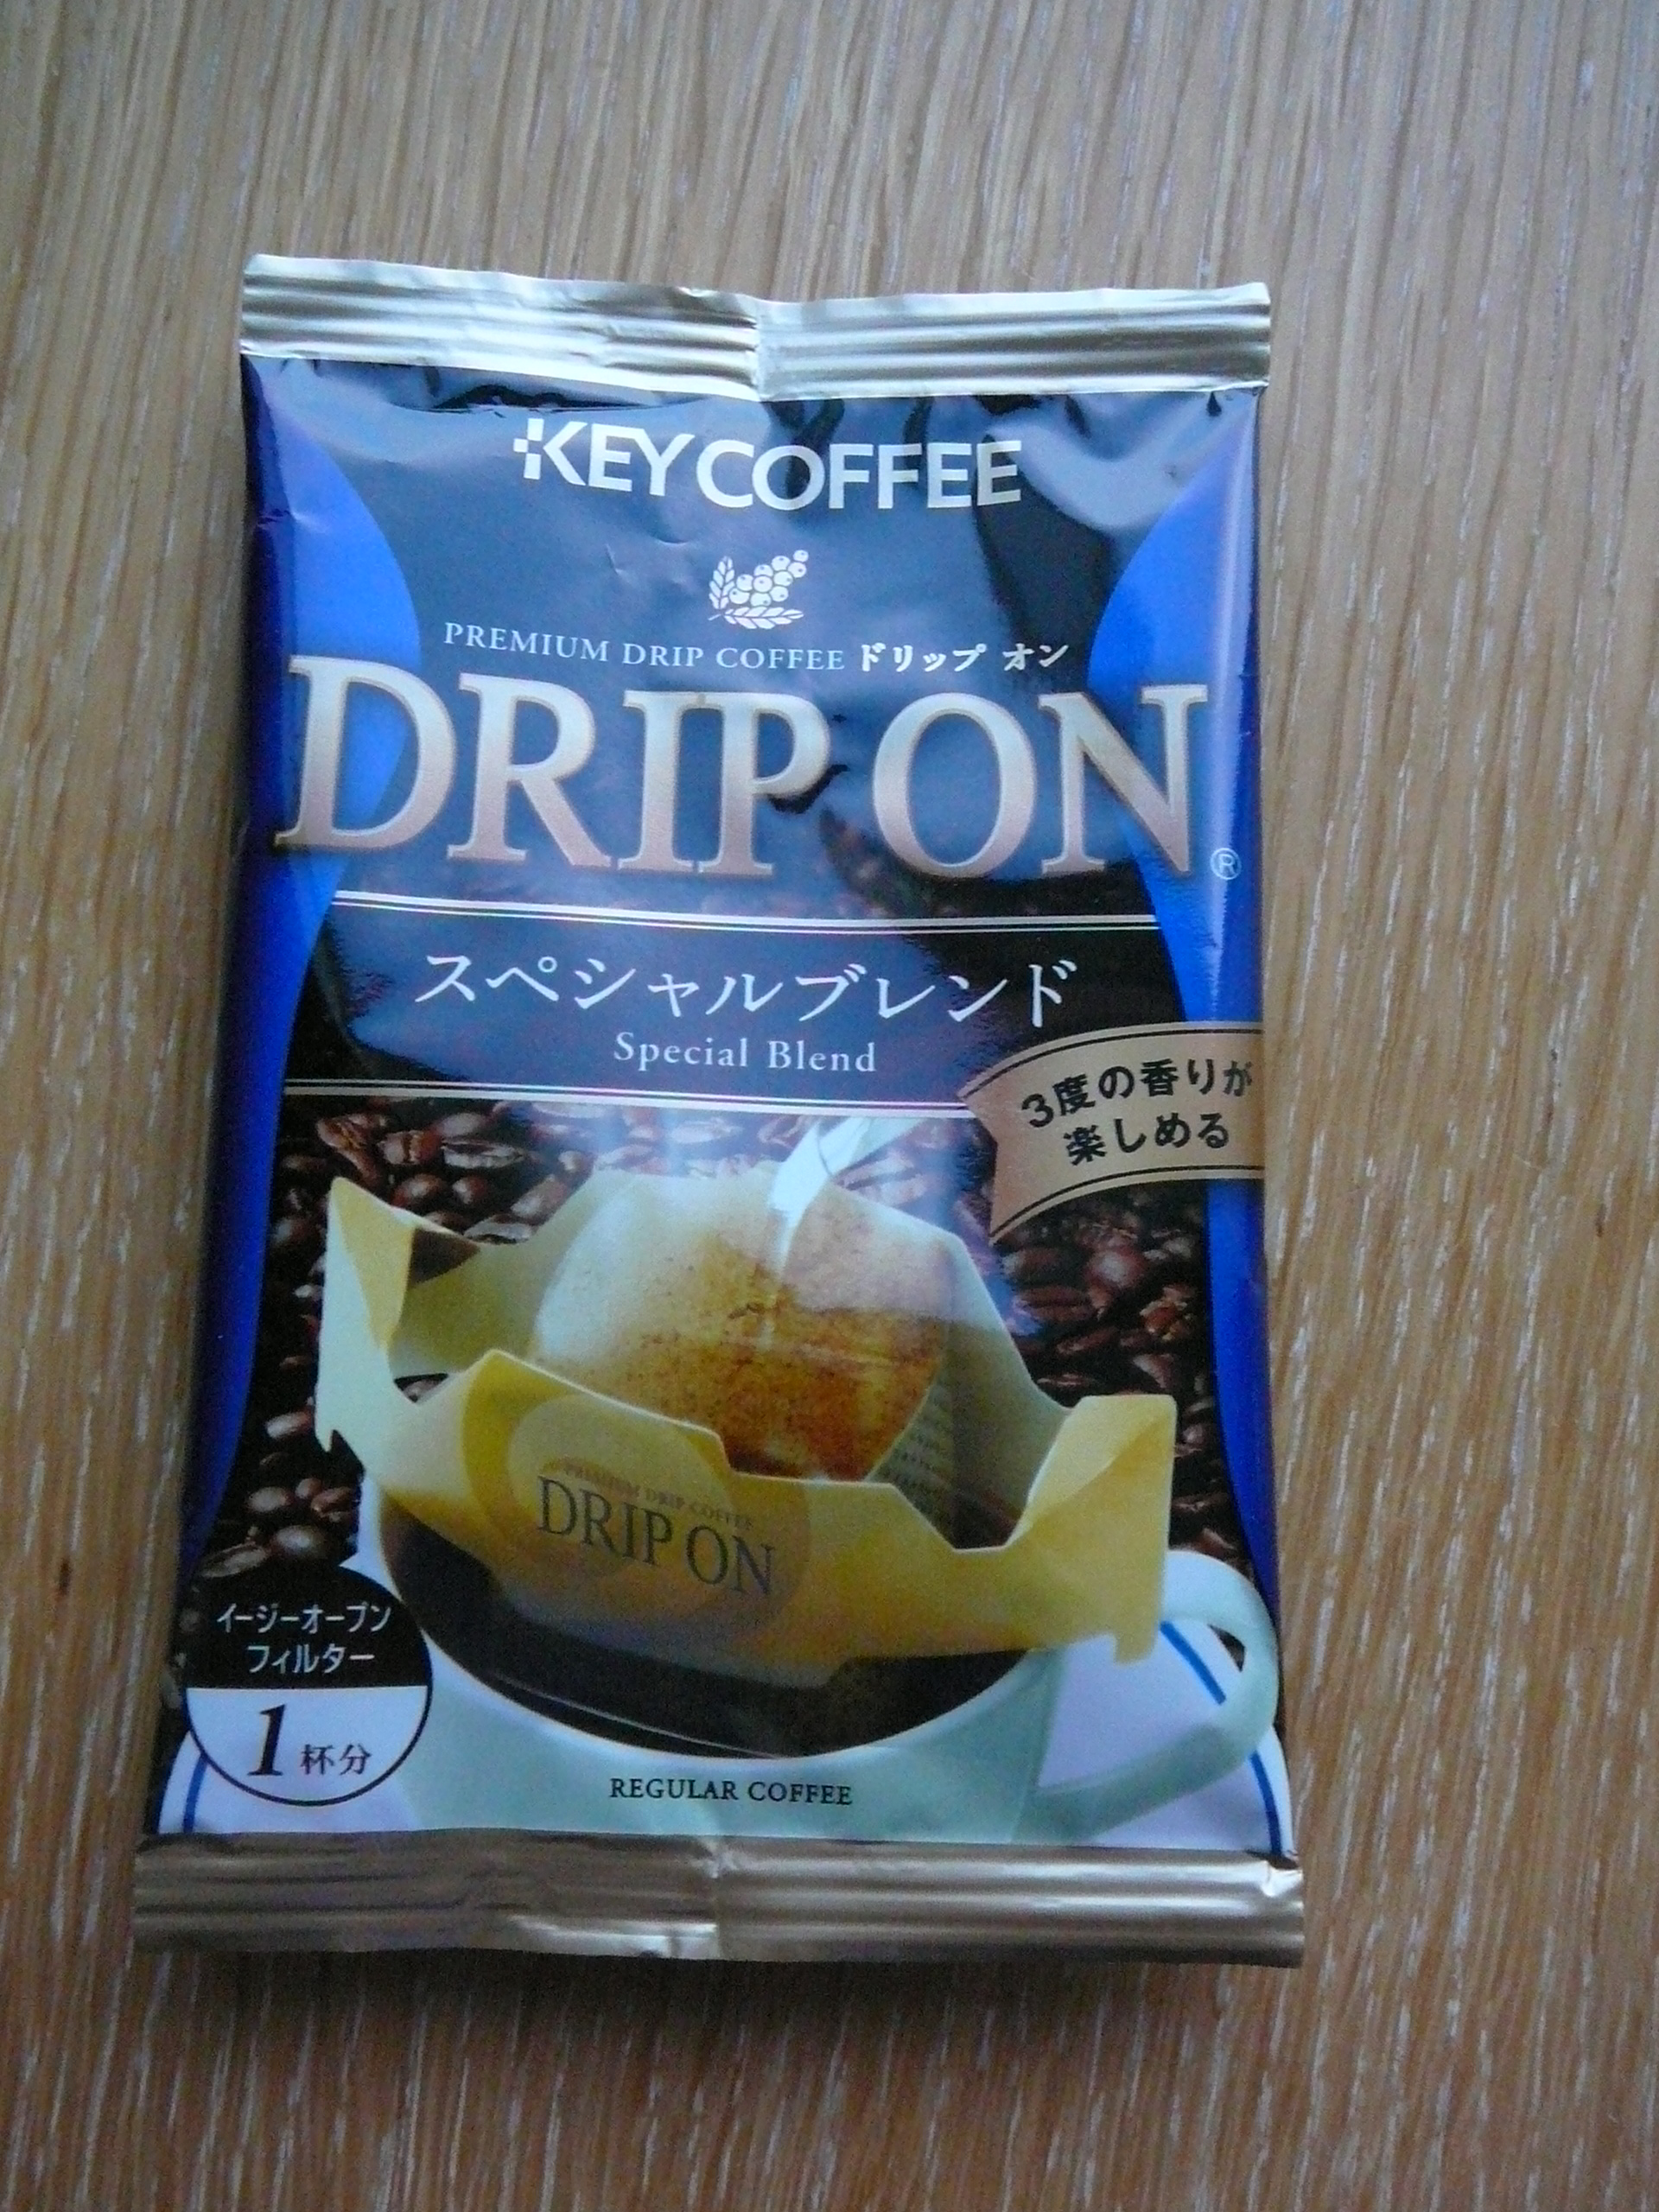 KEY COFFEE
PREMIUM DRIP COFFEE ドリップ オン
DRIP ON®
スペシャルブレンド
Special Blend
3度の香りが
楽しめる
PREMIUM DRIP COFFEE
DRIP ON
イージーオープン
フィルター
1杯分
REGULAR COFFEE